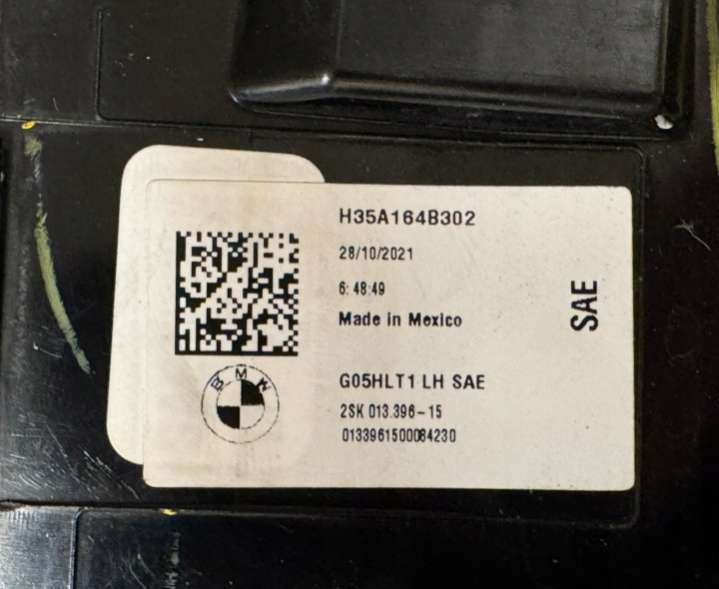 H35A164B302
28/10/2021
6: 48:49
Made in Mexico
SAE
BMW
G05HLT1 LH SAE
2SK 013.396-15
0133961500084230